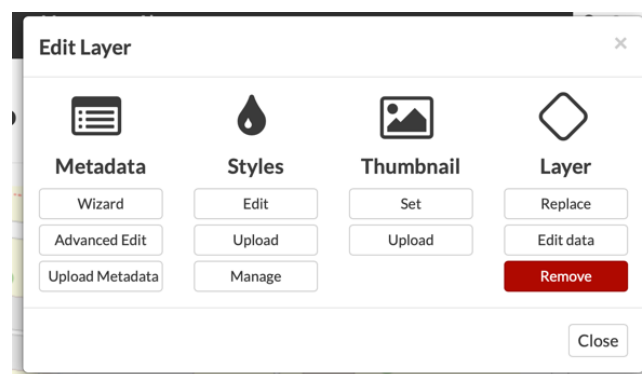 Edit Layer ×
Metadata Styles Thumbnail Layer
Wizard Edit Set Replace
Advanced Edit Upload Upload Edit data
Upload Metadata Manage Remove
Close